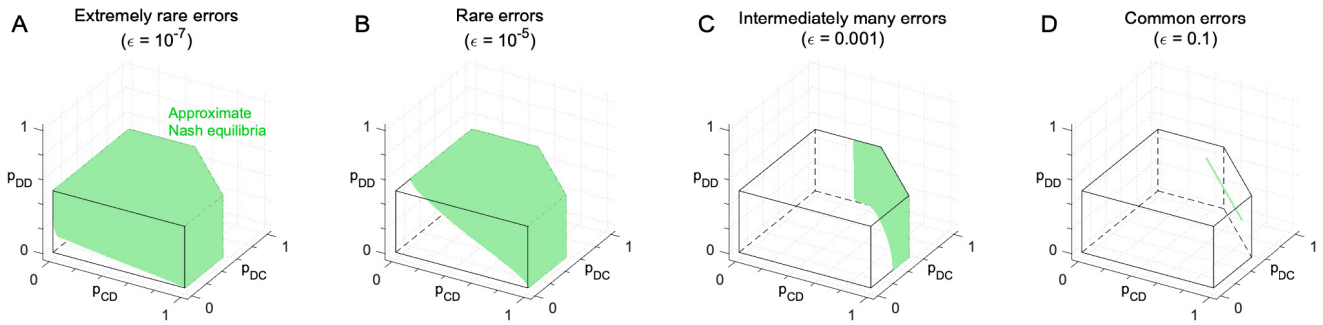 A
Extremely rare errors
(ϵ = 10⁻⁷)
Approximate
Nash equilibria
1
p_DD
0
0
p_CD
1
0
p_DC
1
B
Rare errors
(ϵ = 10⁻⁵)
1
p_DD
0
0
p_CD
1
0
p_DC
1
C
Intermediately many errors
(ϵ = 0.001)
1
p_DD
0
0
p_CD
1
0
p_DC
1
D
Common errors
(ϵ = 0.1)
1
p_DD
0
0
p_CD
1
0
p_DC
1